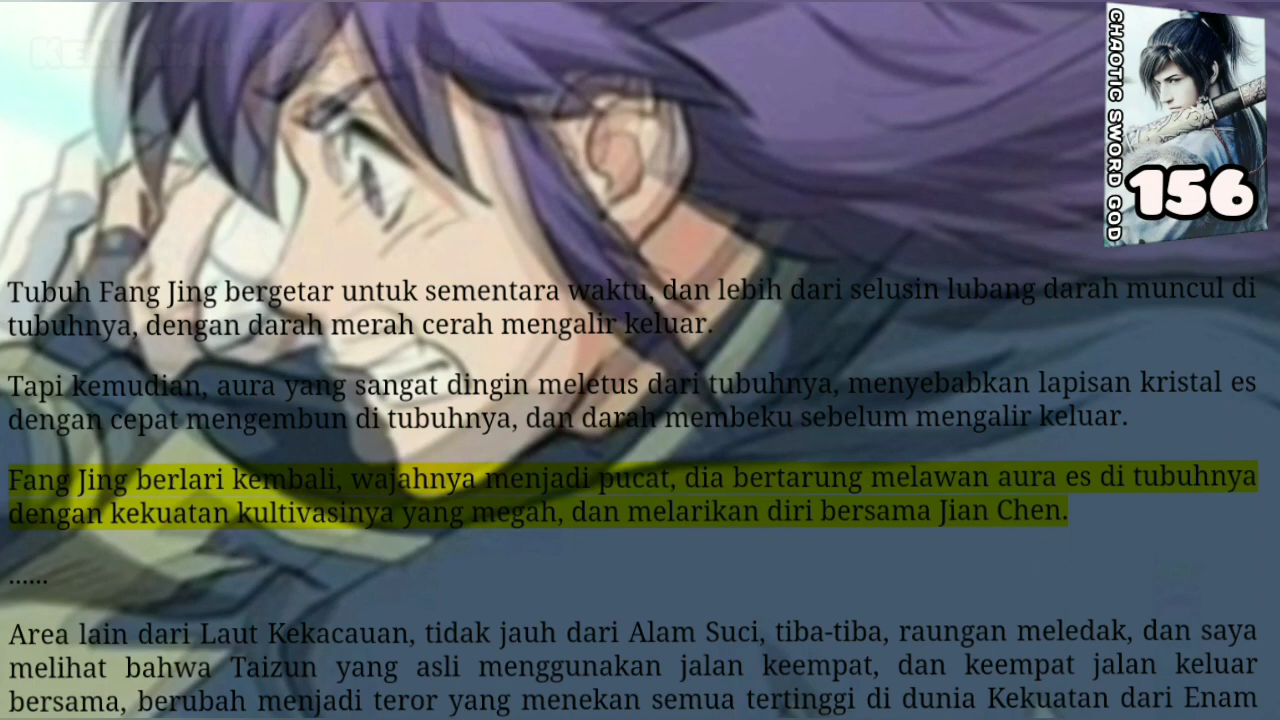 CHAOTIC SWORD GOD
156
Tubuh Fang Jing bergetar untuk sementara waktu, dan lebih dari selusin lubang darah muncul di
tubuhnya, dengan darah merah cerah mengalir keluar.
Tapi kemudian, aura yang sangat dingin meletus dari tubuhnya, menyebabkan lapisan kristal es
dengan cepat mengembun di tubuhnya, dan darah membeku sebelum mengalir keluar.
Fang Jing berlari kembali, wajahnya menjadi pucat, dia bertarung melawan aura es di tubuhnya
dengan kekuatan kultivasinya yang megah, dan melarikan diri bersama Jian Chen.
......
Area lain dari Laut Kekacauan, tidak jauh dari Alam Suci, tiba-tiba, raungan meledak, dan saya
melihat bahwa Taizun yang asli menggunakan jalan keempat, dan keempat jalan keluar
bersama, berubah menjadi teror yang menekan semua tertinggi di dunia Kekuatan dari Enam